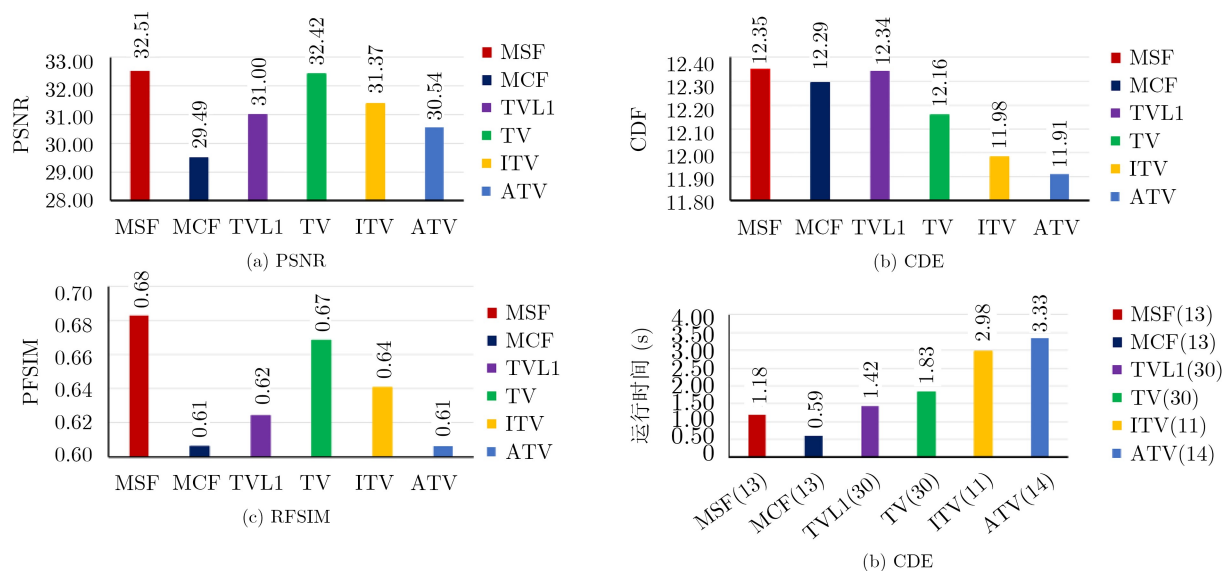 PSNR
33.00
32.00
31.00
30.00
29.00
28.00
32.51
29.49
31.00
32.42
31.37
30.54
MSF
MCF
TVL1
TV
ITV
ATV
MSF MCF TVL1 TV ITV ATV
(a) PSNR
CDF
12.40
12.30
12.20
12.10
12.00
11.90
11.80
12.35
12.29
12.34
12.16
11.98
11.91
MSF
MCF
TVL1
TV
ITV
ATV
MSF MCF TVL1 TV ITV ATV
(b) CDE
PFSIM
0.70
0.68
0.66
0.64
0.62
0.60
0.68
0.61
0.62
0.67
0.64
0.61
MSF
MCF
TVL1
TV
ITV
ATV
MSF MCF TVL1 TV ITV ATV
(c) RFSIM
运行时间 (s)
4.00
3.50
3.00
2.50
2.00
1.50
1.00
0.50
0
1.18
0.59
1.42
1.83
2.98
3.33
MSF(13)
MCF(13)
TVL1(30)
TV(30)
ITV(11)
ATV(14)
MSF(13) MCF(13) TVL1(30) TV(30) ITV(11) ATV(14)
(b) CDE